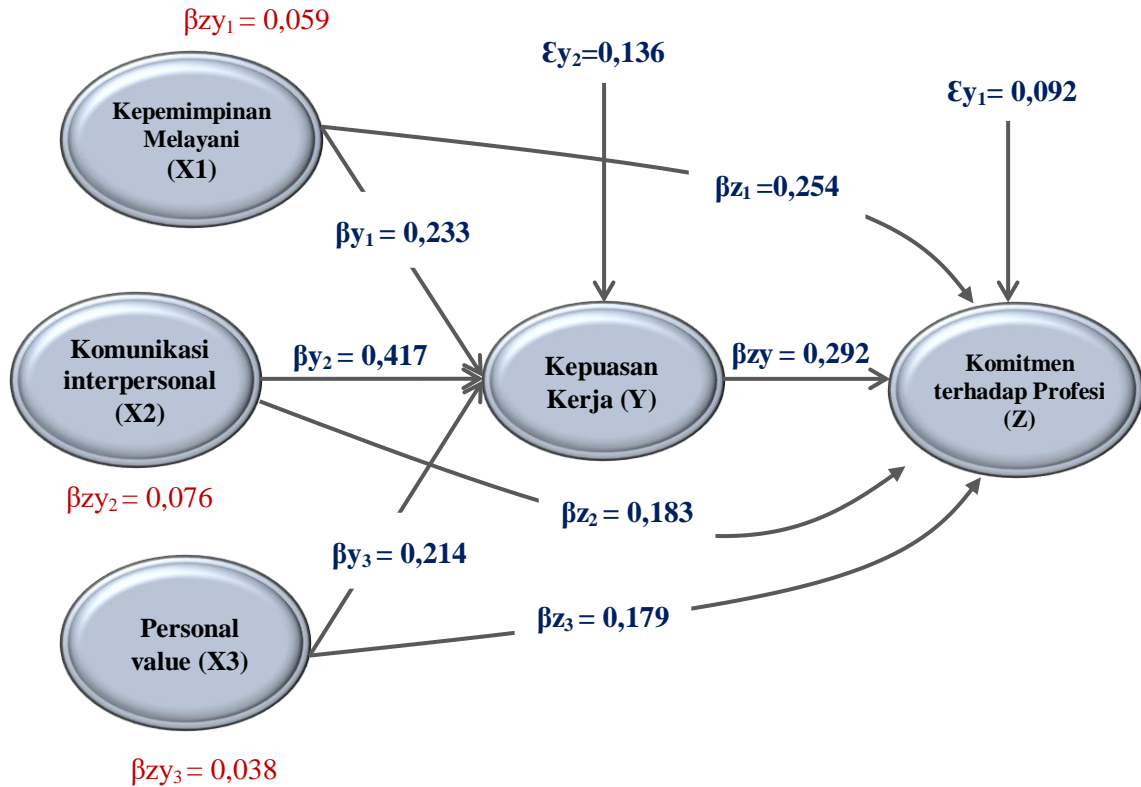 βzy₁ = 0,059
Ɛy₂=0,136
Ɛy₁= 0,092
Kepemimpinan
Melayani
(X1)
βz₁ =0,254
βy₁ = 0,233
Komunikasi
interpersonal
(X2)
βy₂ = 0,417
Kepuasan
Kerja (Y)
βzy = 0,292
Komitmen
terhadap Profesi
(Z)
βzy₂ = 0,076
βz₂ = 0,183
βy₃ = 0,214
Personal
value (X3)
βz₃ = 0,179
βzy₃ = 0,038